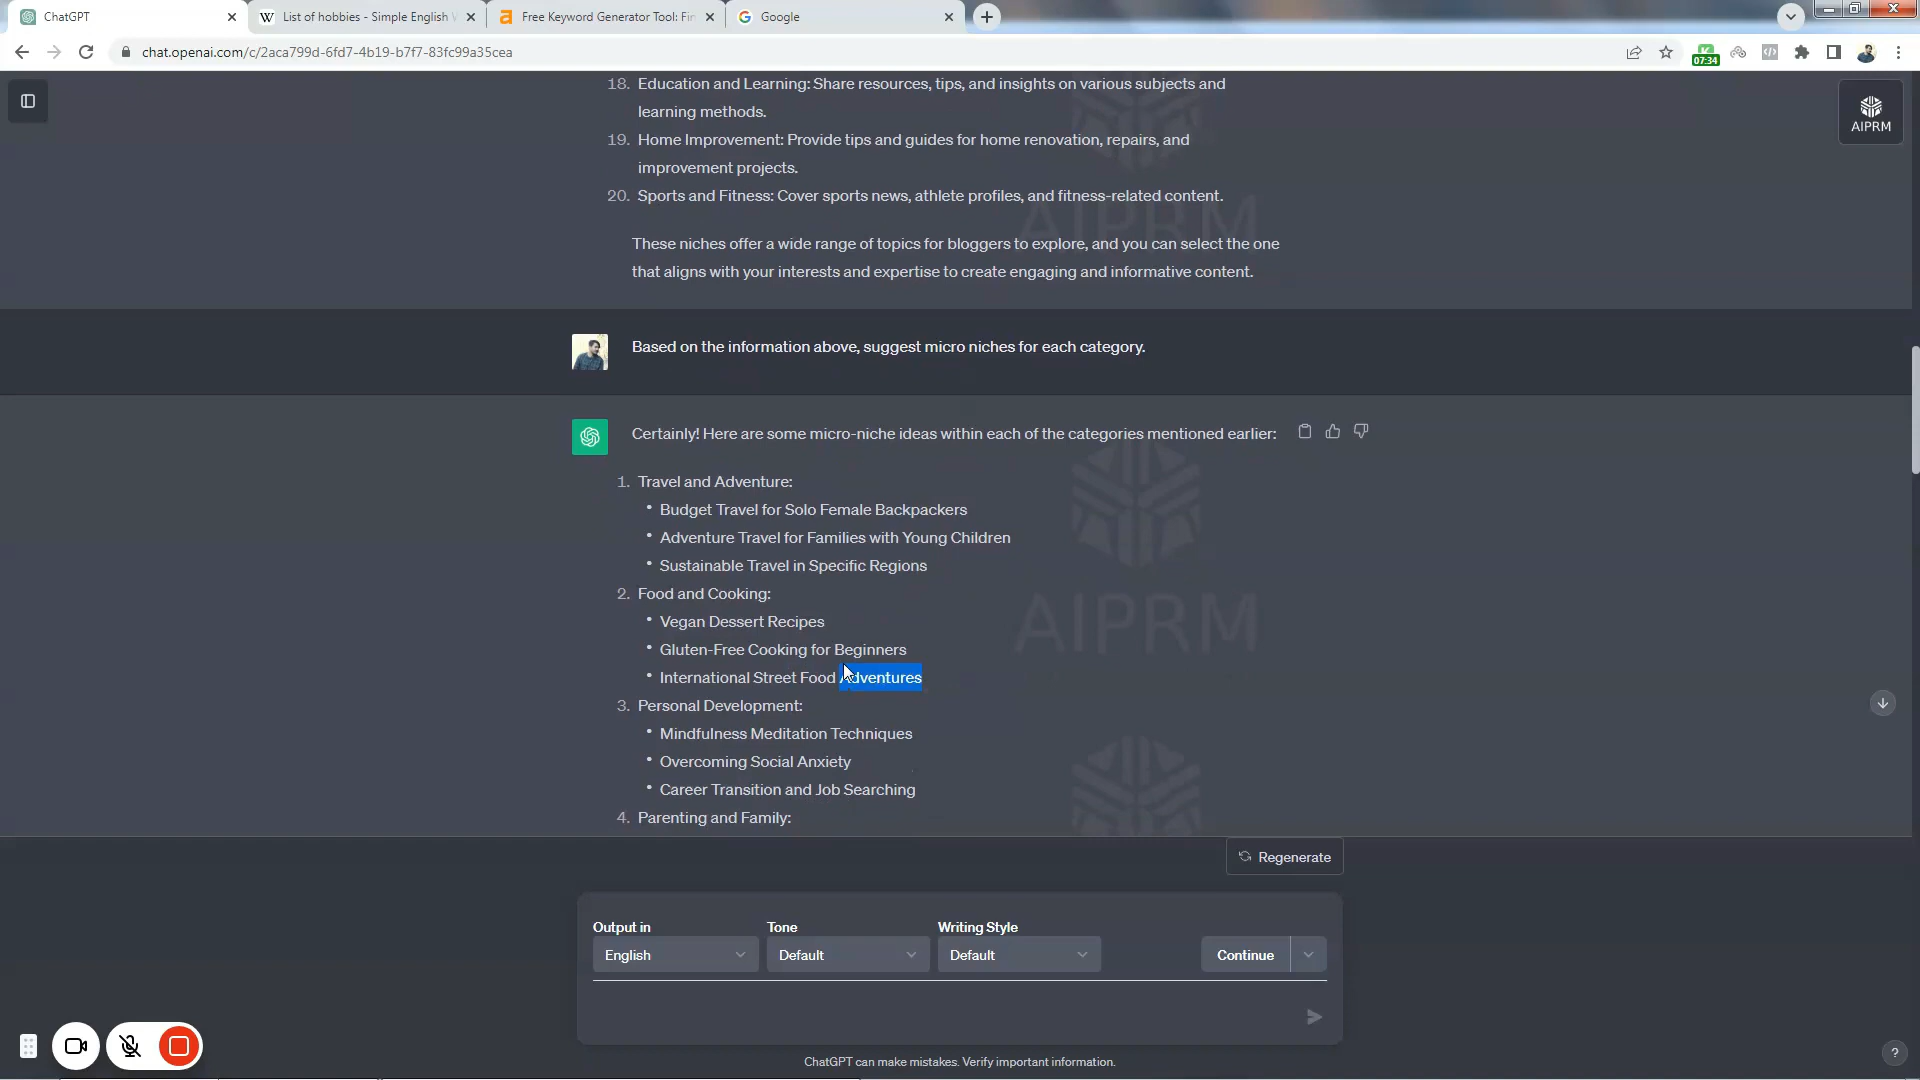 ChatGPT
List of hobbies - Simple English W
Free Keyword Generator Tool: Fin
Google
chat.openai.com/c/2aca799d-6fd7-4b19-b7f7-83fc99a35cea
07:34
AIPRM
18. Education and Learning: Share resources, tips, and insights on various subjects and
learning methods.
19. Home Improvement: Provide tips and guides for home renovation, repairs, and
improvement projects.
20. Sports and Fitness: Cover sports news, athlete profiles, and fitness-related content.
AIPRM
These niches offer a wide range of topics for bloggers to explore, and you can select the one
that aligns with your interests and expertise to create engaging and informative content.
Based on the information above, suggest micro niches for each category.
Certainly! Here are some micro-niche ideas within each of the categories mentioned earlier:
1. Travel and Adventure:
• Budget Travel for Solo Female Backpackers
• Adventure Travel for Families with Young Children
• Sustainable Travel in Specific Regions
2. Food and Cooking:
• Vegan Dessert Recipes
AIPRM
• Gluten-Free Cooking for Beginners
• International Street Food Adventures
3. Personal Development:
• Mindfulness Meditation Techniques
• Overcoming Social Anxiety
• Career Transition and Job Searching
4. Parenting and Family:
Regenerate
Output in
Tone
Writing Style
English
Default
Default
Continue
ChatGPT can make mistakes. Verify important information.
?